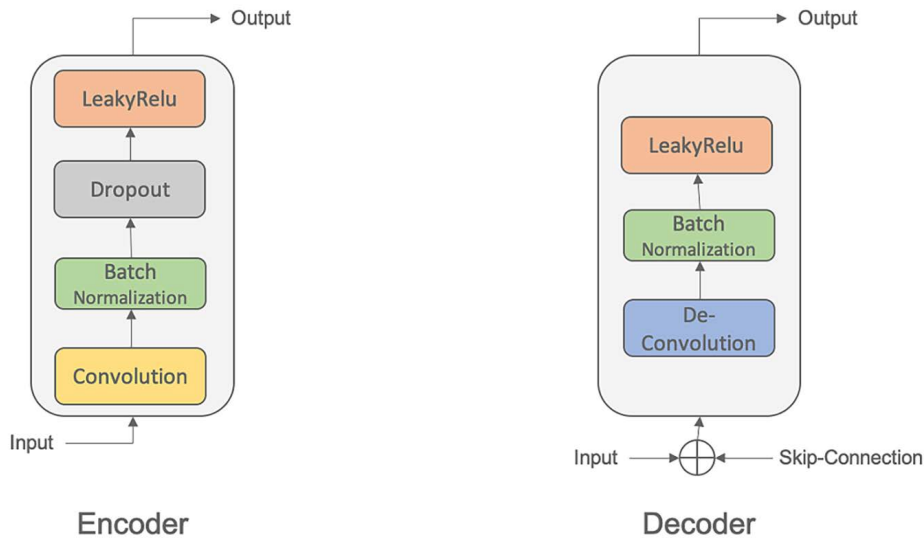 Output
LeakyRelu
Dropout
Batch
Normalization
Convolution
Input
Encoder
Output
LeakyRelu
Batch
Normalization
De-
Convolution
Input
Skip-Connection
Decoder